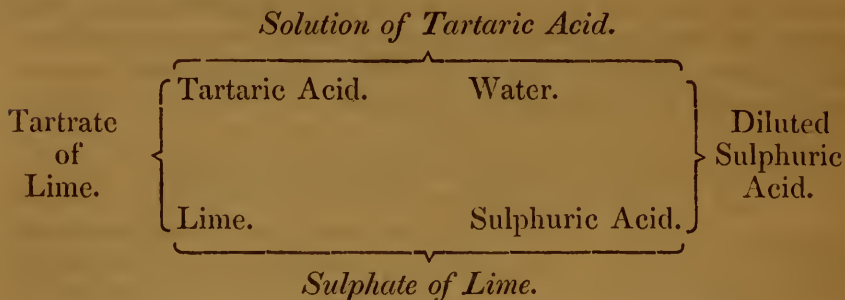 Solution of Tartaric Acid.
Tartaric Acid. Water.
Tartrate
of
Lime.
Diluted
Sulphuric
Acid.
Lime. Sulphuric Acid.
Sulphate of Lime.